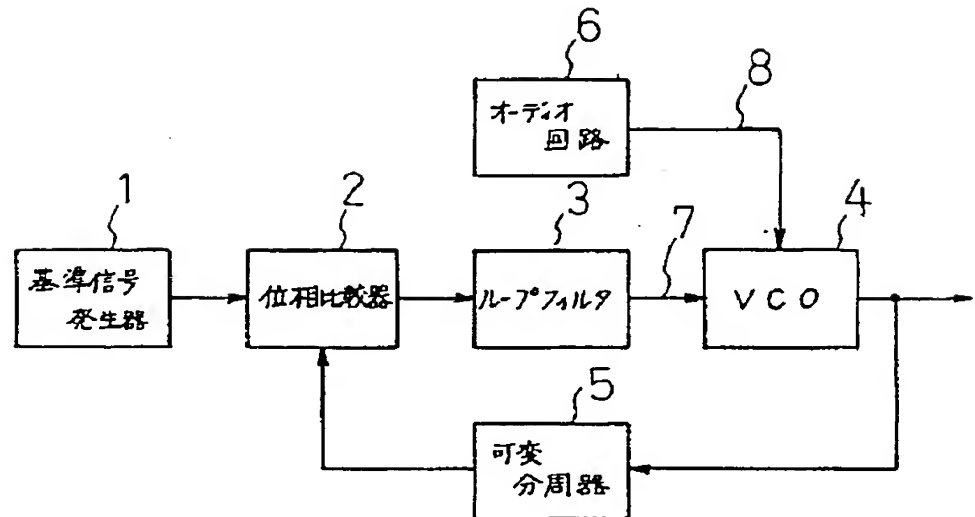 6
オーディオ
回路
8
1
基準信号
発生器
2
位相比較器
3
ループフィルタ
7
4
VCO
5
可変
分周器